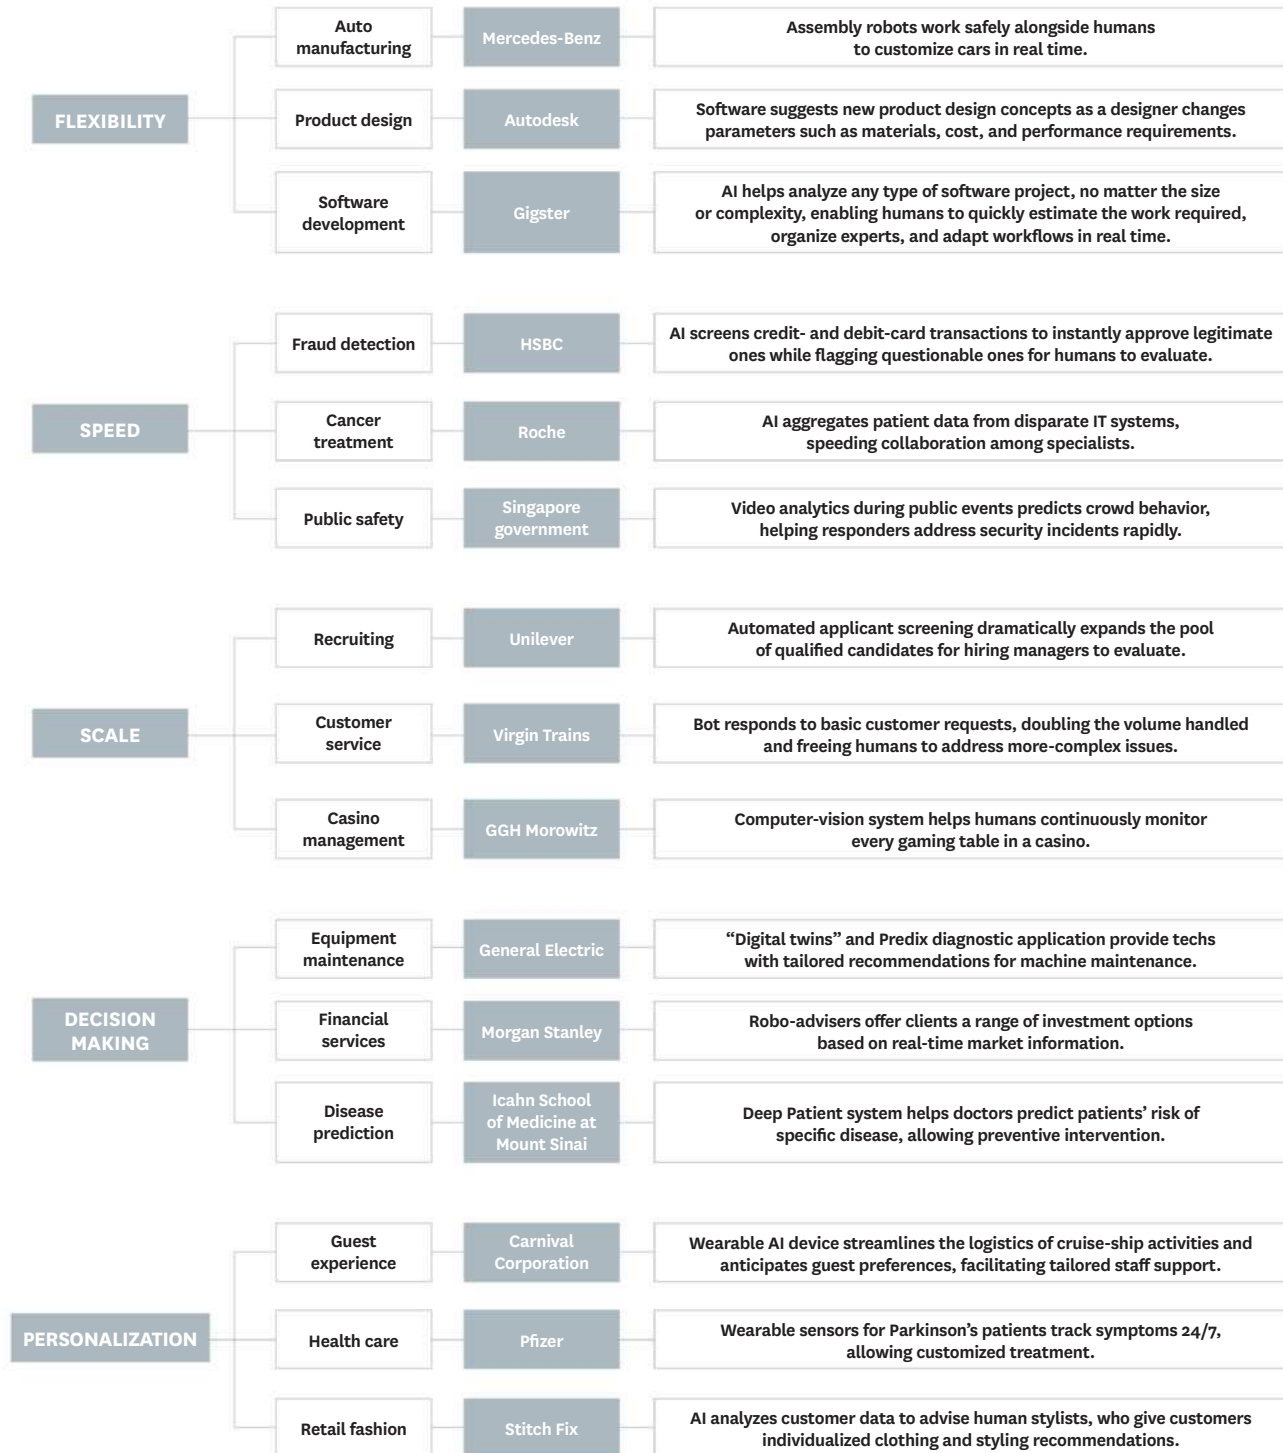 Auto
manufacturing
Mercedes-Benz
Assembly robots work safely alongside humans
to customize cars in real time.
FLEXIBILITY
Product design
Autodesk
Software suggests new product design concepts as a designer changes
parameters such as materials, cost, and performance requirements.
Software
development
Gigster
AI helps analyze any type of software project, no matter the size
or complexity, enabling humans to quickly estimate the work required,
organize experts, and adapt workflows in real time.
Fraud detection
HSBC
AI screens credit- and debit-card transactions to instantly approve legitimate
ones while flagging questionable ones for humans to evaluate.
SPEED
Cancer
treatment
Roche
AI aggregates patient data from disparate IT systems,
speeding collaboration among specialists.
Public safety
Singapore
government
Video analytics during public events predicts crowd behavior,
helping responders address security incidents rapidly.
Recruiting
Unilever
Automated applicant screening dramatically expands the pool
of qualified candidates for hiring managers to evaluate.
SCALE
Customer
service
Virgin Trains
Bot responds to basic customer requests, doubling the volume handled
and freeing humans to address more-complex issues.
Casino
management
GGH Morowitz
Computer-vision system helps humans continuously monitor
every gaming table in a casino.
Equipment
maintenance
General Electric
“Digital twins” and Predix diagnostic application provide techs
with tailored recommendations for machine maintenance.
DECISION
MAKING
Financial
services
Morgan Stanley
Robo-advisers offer clients a range of investment options
based on real-time market information.
Disease
prediction
Icahn School
of Medicine at
Mount Sinai
Deep Patient system helps doctors predict patients’ risk of
specific disease, allowing preventive intervention.
Guest
experience
Carnival
Corporation
Wearable AI device streamlines the logistics of cruise-ship activities and
anticipates guest preferences, facilitating tailored staff support.
PERSONALIZATION
Health care
Pfizer
Wearable sensors for Parkinson’s patients track symptoms 24/7,
allowing customized treatment.
Retail fashion
Stitch Fix
AI analyzes customer data to advise human stylists, who give customers
individualized clothing and styling recommendations.